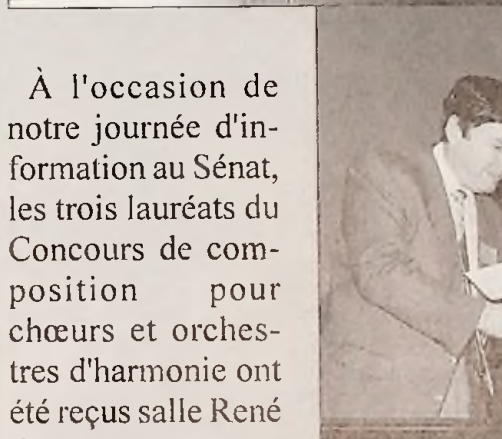 À l'occasion de
notre journée d'in-
formation au Sénat,
les trois lauréats du
Concours de com-
position pour
chœurs et orches-
tres d'harmonie ont
été reçus salle René